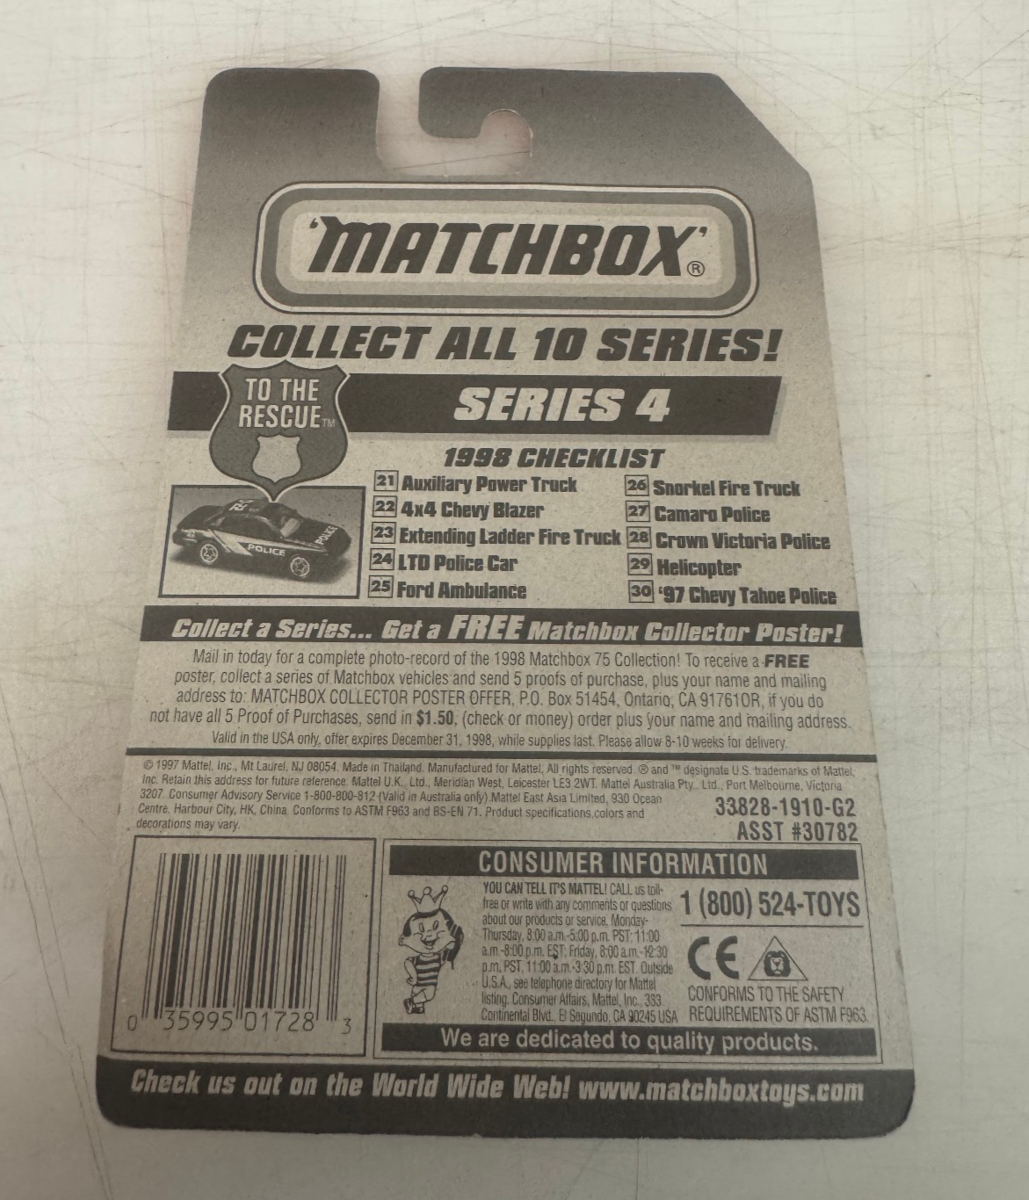 'MATCHBOX'®
COLLECT ALL 10 SERIES!
TO THE
RESCUE™
SERIES 4
1998 CHECKLIST
21 Auxiliary Power Truck
22 4x4 Chevy Blazer
23 Extending Ladder Fire Truck
24 LTD Police Car
25 Ford Ambulance
26 Snorkel Fire Truck
27 Camaro Police
28 Crown Victoria Police
29 Helicopter
30 '97 Chevy Tahoe Police
POLICE
POLICE
Collect a Series... Get a FREE Matchbox Collector Poster!
Mail in today for a complete photo-record of the 1998 Matchbox 75 Collection! To receive a FREE
poster, collect a series of Matchbox vehicles and send 5 proofs of purchase, plus your name and mailing
address to: MATCHBOX COLLECTOR POSTER OFFER, P.O. Box 51454, Ontario, CA 91761OR, if you do
not have all 5 Proof of Purchases, send in $1.50, (check or money) order plus your name and mailing address.
Valid in the USA only, offer expires December 31, 1998, while supplies last. Please allow 8-10 weeks for delivery.
© 1997 Mattel, Inc., Mt Laurel, NJ 08054. Made in Thailand. Manufactured for Mattel, All rights reserved. ® and ™ designate U.S. trademarks of Mattel,
Inc. Retain this address for future reference. Mattel U.K., Ltd., Meridian West, Leicester LE3 2WT. Mattel Australia Pty., Ltd., Port Melbourne, Victoria
3207. Consumer Advisory Service 1-800-800-812 (Valid in Australia only).Mattel East Asia Limited, 930 Ocean
Centre, Harbour City, HK, China. Conforms to ASTM F963 and BS-EN 71. Product specifications,colors and
decorations may vary.
33828-1910-G2
ASST #30782
0 35995 01728 3
CONSUMER INFORMATION
YOU CAN TELL IT'S MATTEL! CALL us toll-
free or write with any comments or questions
about our products or service, Monday-
Thursday, 8:00 a.m.-5:00 p.m. PST: 11:00
a.m.-8:00 p.m. EST; Friday, 8:00 a.m.-12:30
p.m. PST, 11:00 a.m.-3:30 p.m. EST. Outside
U.S.A., see telephone directory for Mattel
listing. Consumer Affairs, Mattel, Inc., 333
Continental Blvd., El Segundo, CA 90245 USA
1 (800) 524-TOYS
CE
CONFORMS TO THE SAFETY
REQUIREMENTS OF ASTM F963.
We are dedicated to quality products.
Check us out on the World Wide Web! www.matchboxtoys.com